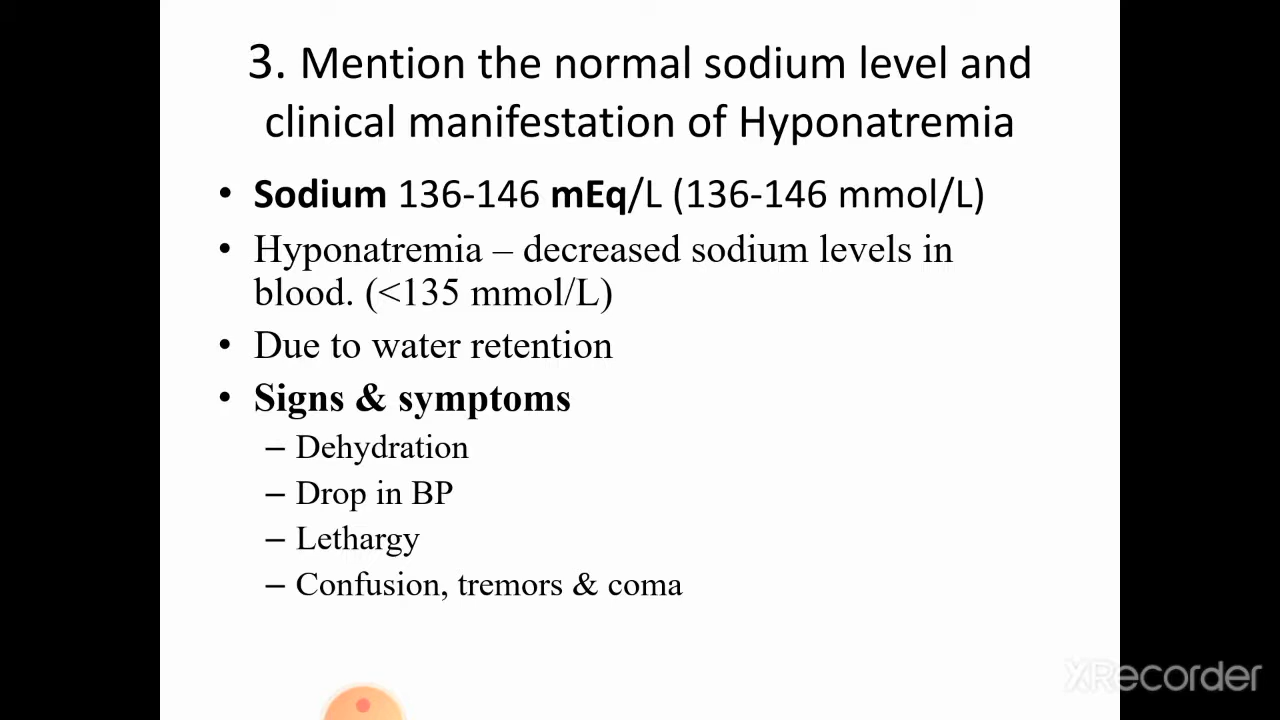 3. Mention the normal sodium level and
clinical manifestation of Hyponatremia
• Sodium 136-146 mEq/L (136-146 mmol/L)
• Hyponatremia – decreased sodium levels in
blood. (<135 mmol/L)
• Due to water retention
• Signs & symptoms
– Dehydration
– Drop in BP
– Lethargy
– Confusion, tremors & coma
XRecorder